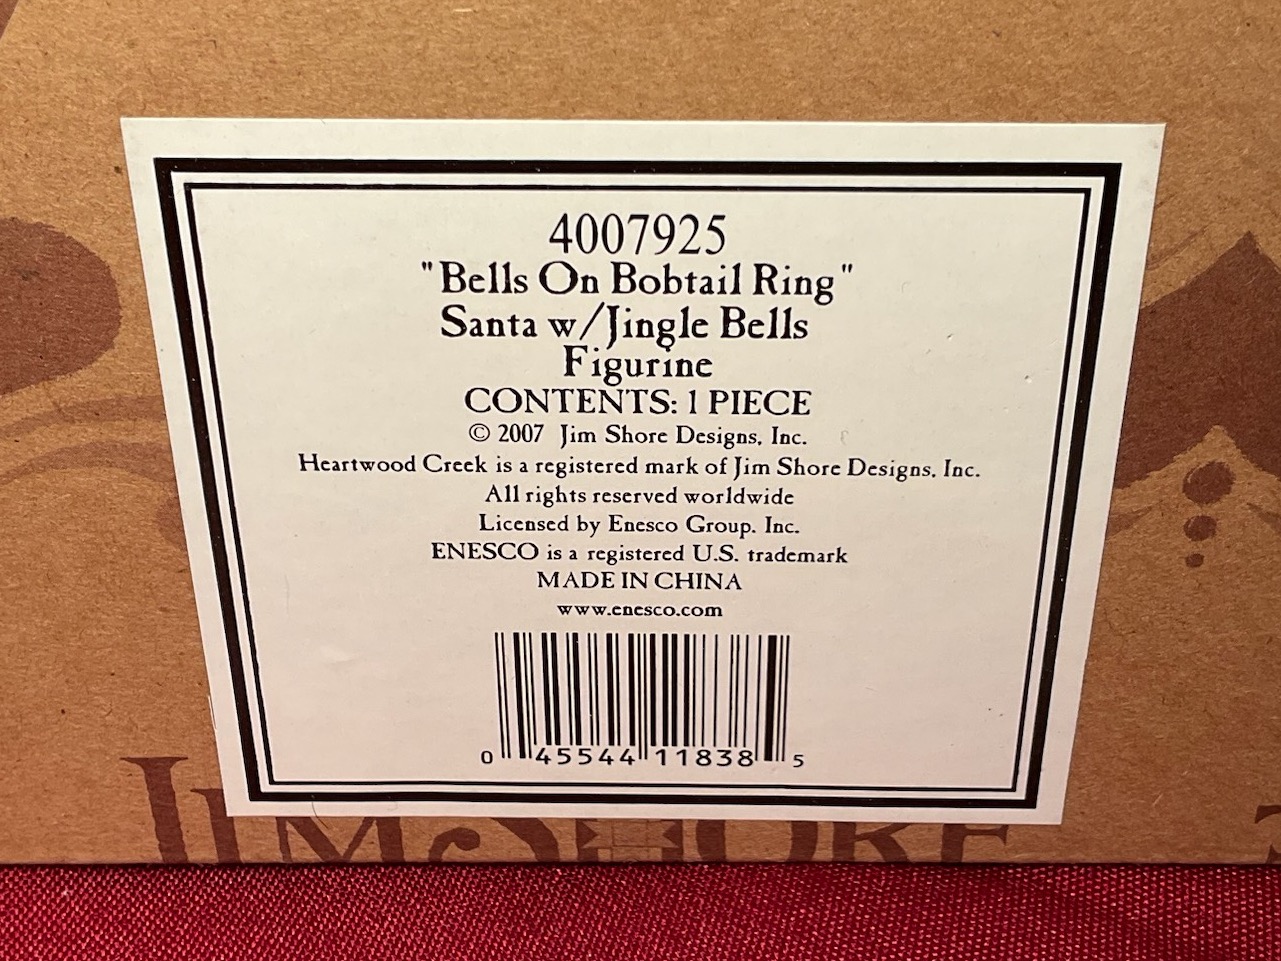 4007925
"Bells On Bobtail Ring"
Santa w/Jingle Bells
Figurine
CONTENTS: 1 PIECE
© 2007 Jim Shore Designs, Inc.
Heartwood Creek is a registered mark of Jim Shore Designs, Inc.
All rights reserved worldwide
Licensed by Enesco Group. Inc.
ENESCO is a registered U.S. trademark
MADE IN CHINA
www.enesco.com
0 45544 11838 5
JIM SHORE